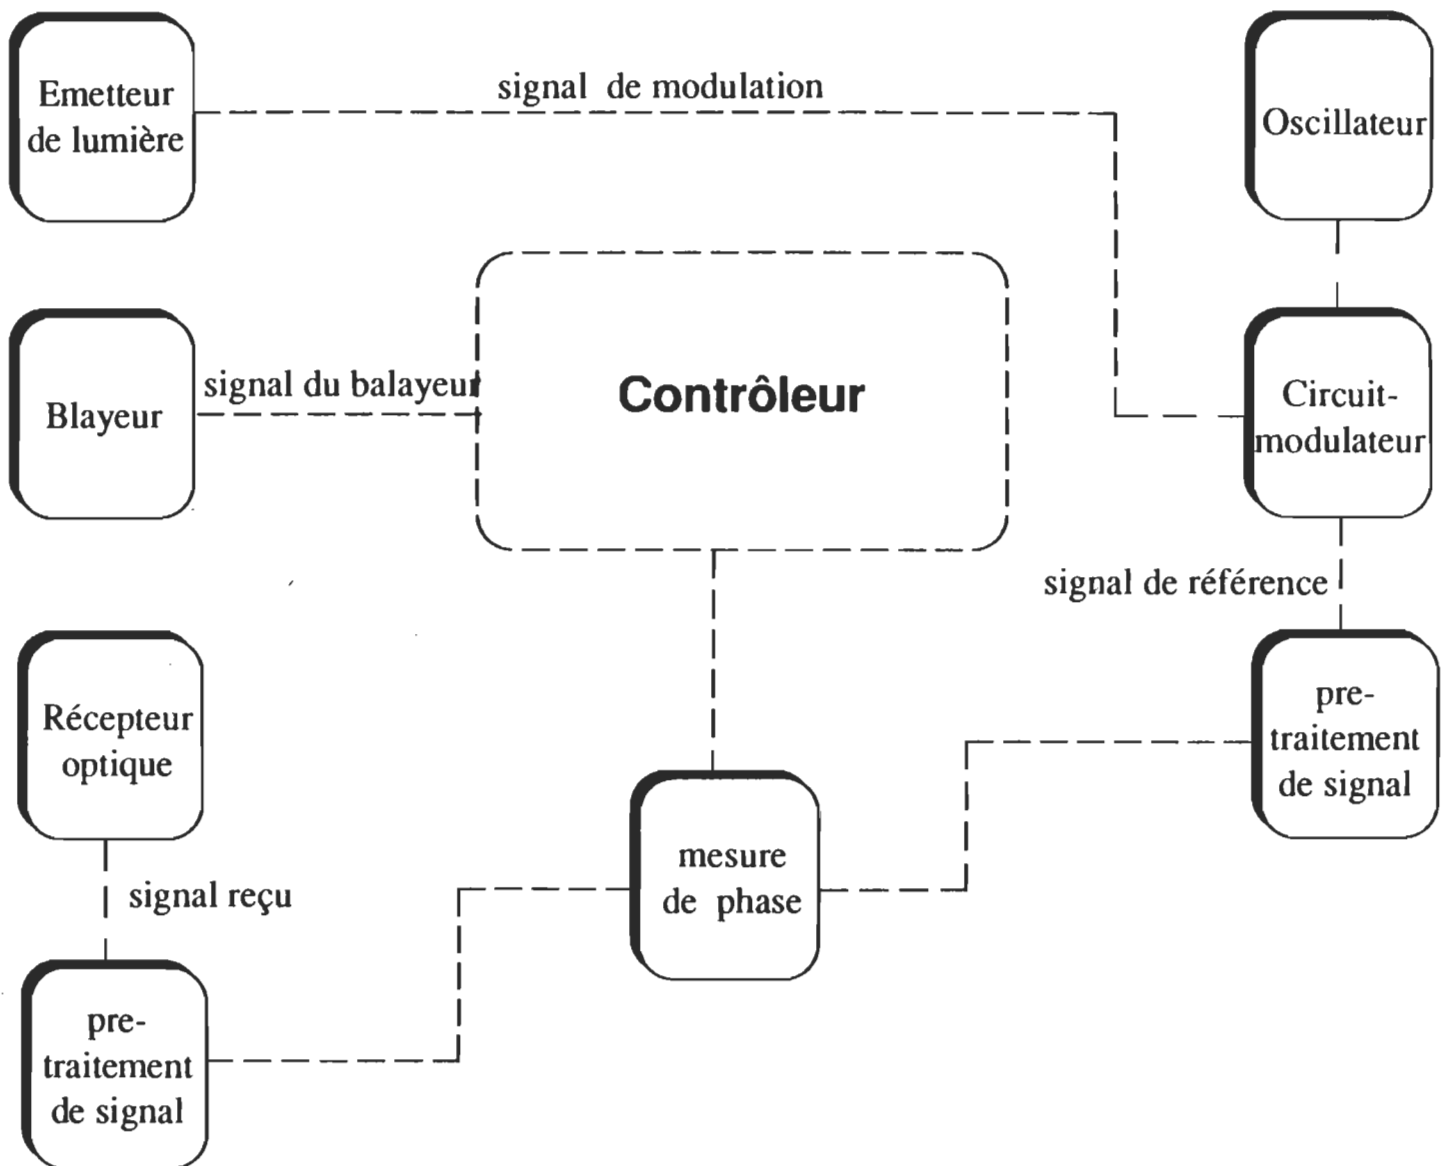 Emetteur
de lumière
signal de modulation
Oscillateur
Blayeur
signal du balayeur
Contrôleur
Circuit-
modulateur
signal de référence
Récepteur
optique
pre-
traitement
de signal
mesure
de phase
signal reçu
pre-
traitement
de signal